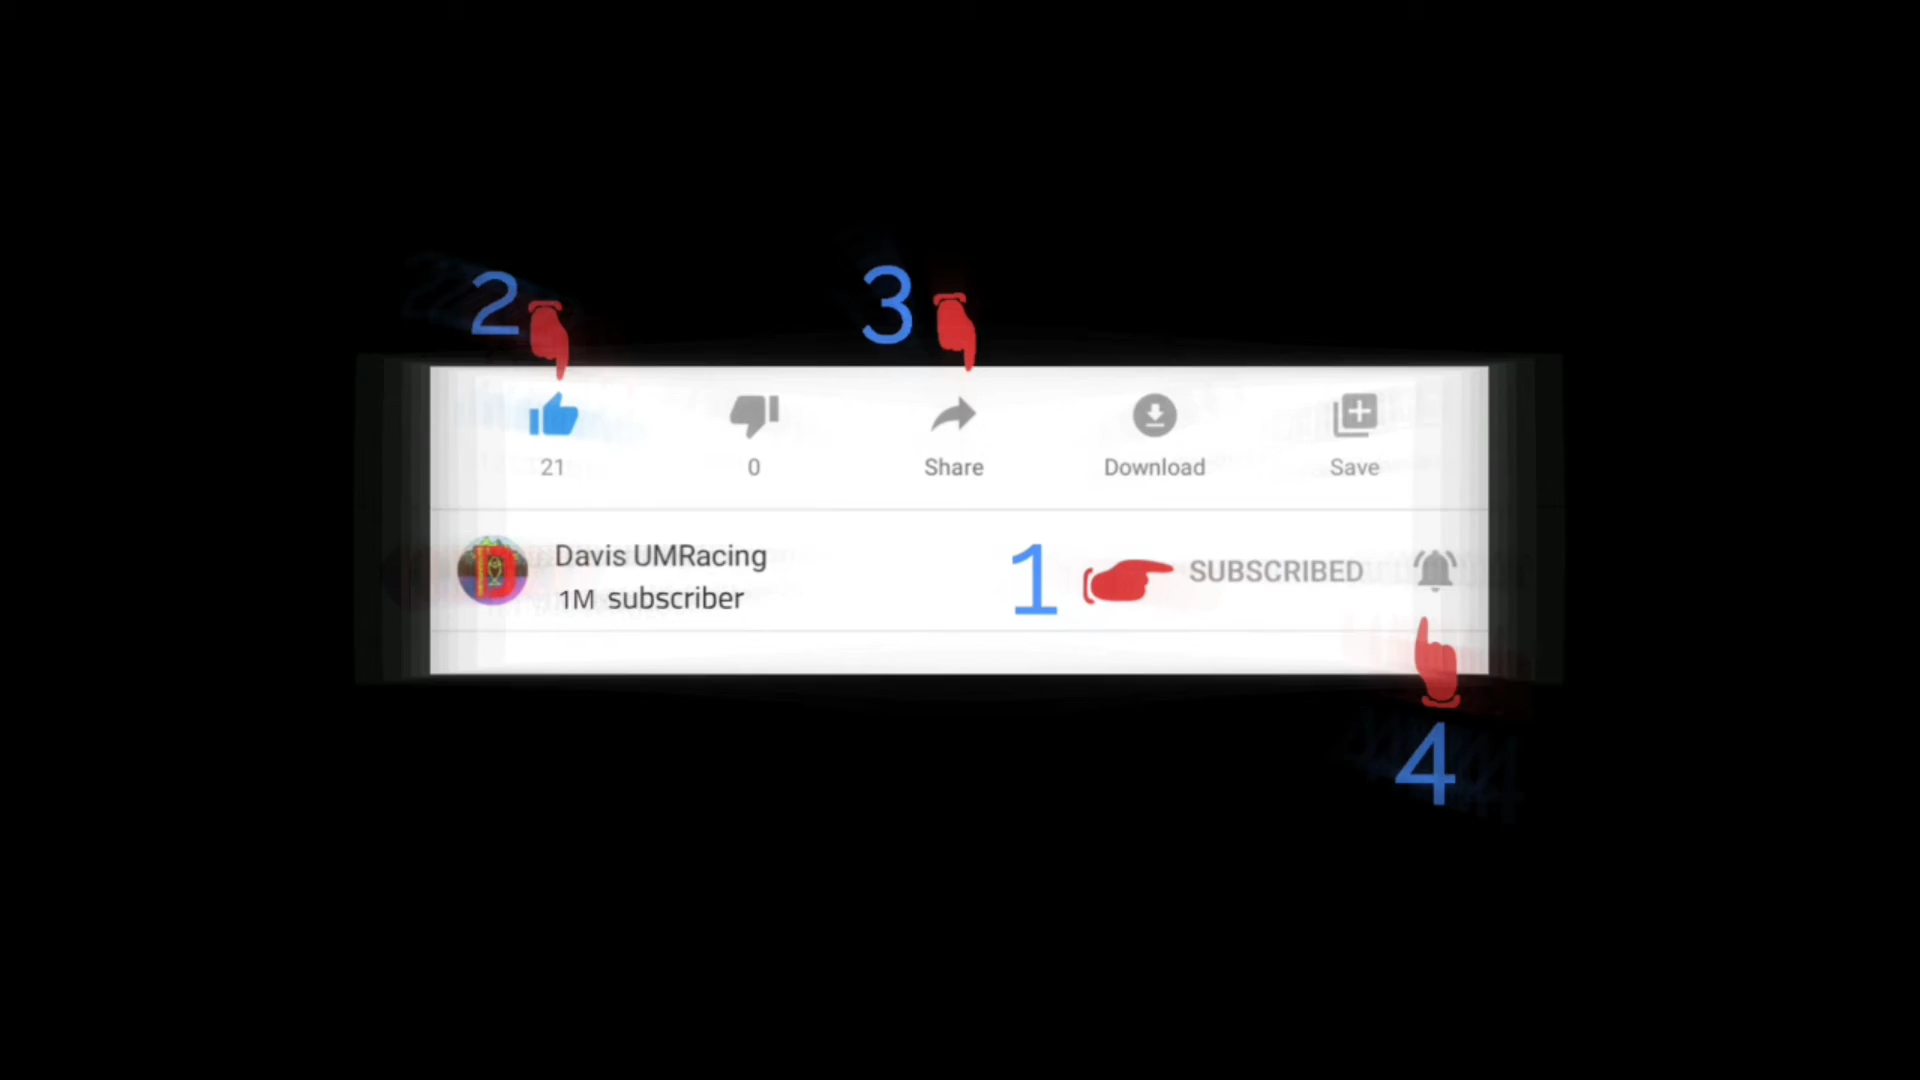 2
3
21
0
Share
Download
Save
Davis UMRacing
1M subscriber
1
SUBSCRIBED
4